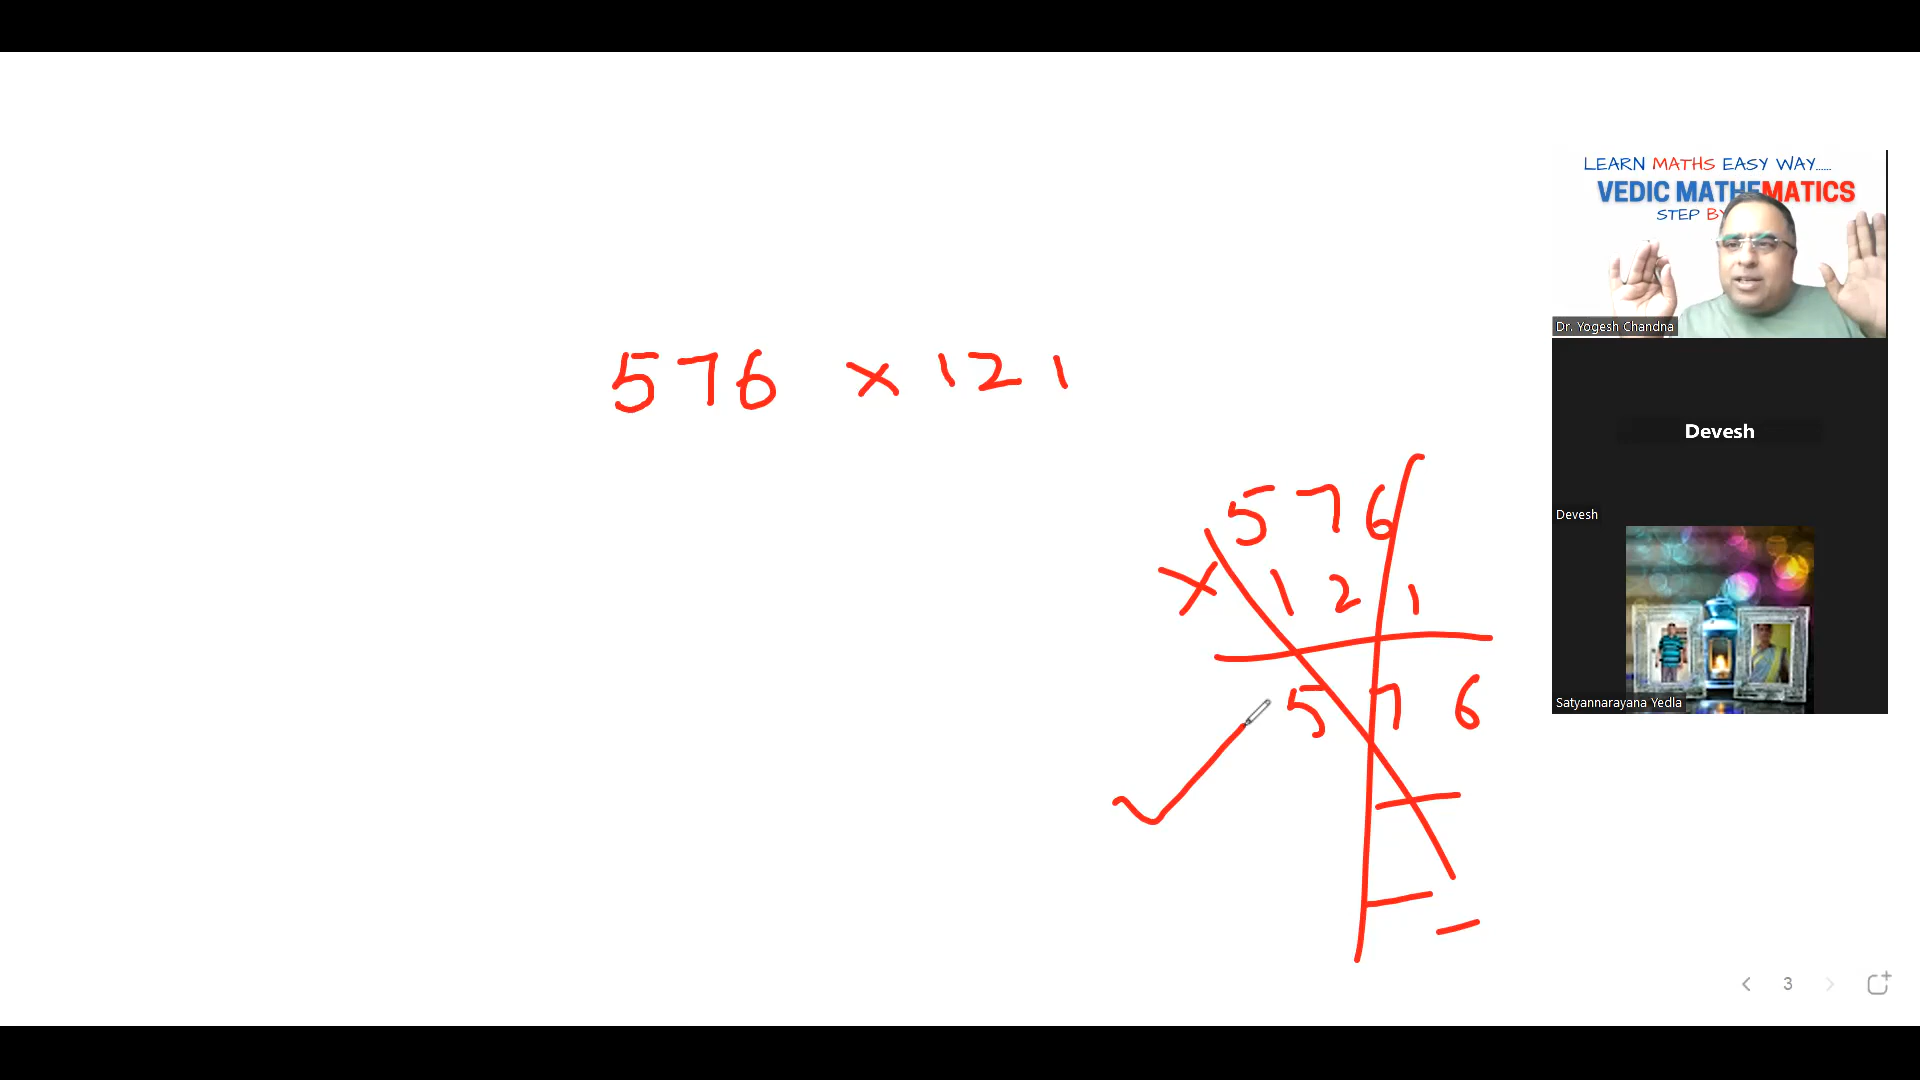 LEARN MATHS EASY WAY......
VEDIC MATHEMATICS
STEP BY
Dr. Yogesh Chandna
576 × 121
Devesh
Devesh
576
× 121
576
Satyannarayana Yedla
3